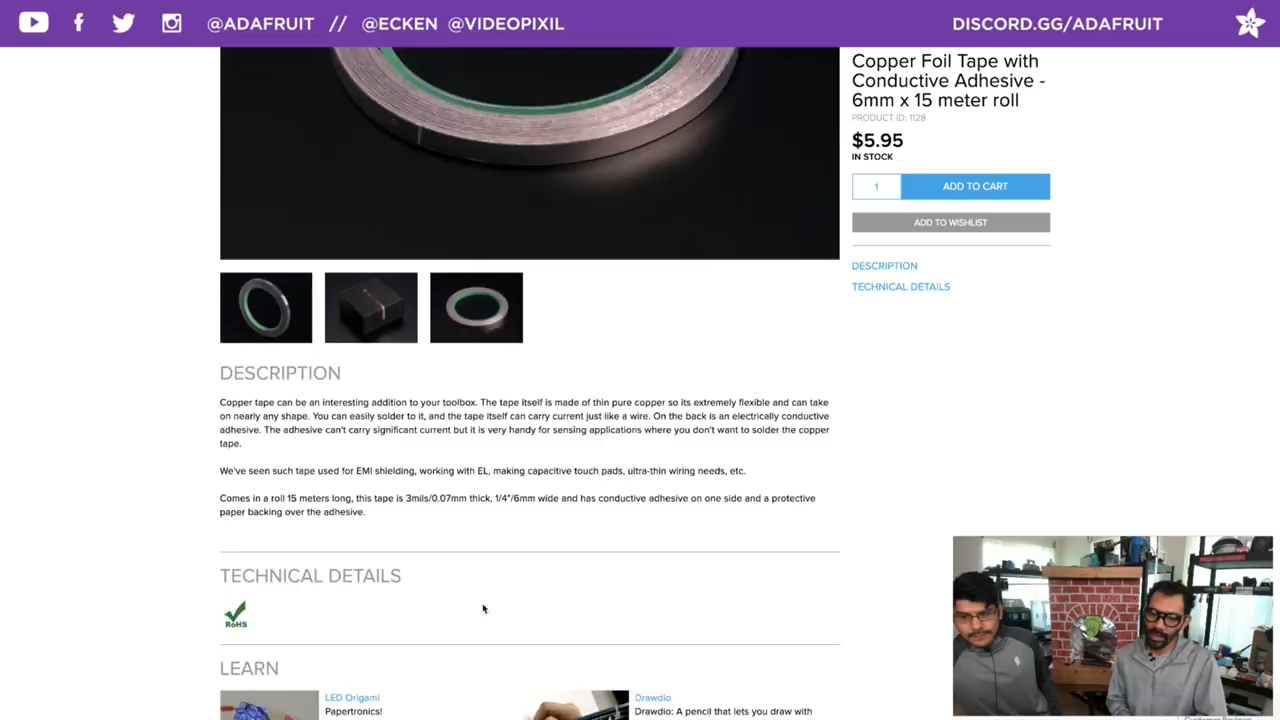 @ADAFRUIT // @ECKEN @VIDEOPIXIL
DISCORD.GG/ADAFRUIT
Copper Foil Tape with
Conductive Adhesive -
6mm x 15 meter roll
PRODUCT ID: 1128
$5.95
IN STOCK
1
ADD TO CART
ADD TO WISHLIST
DESCRIPTION
TECHNICAL DETAILS
DESCRIPTION
Copper tape can be an interesting addition to your toolbox. The tape itself is made of thin pure copper so its extremely flexible and can take
on nearly any shape. You can easily solder to it, and the tape itself can carry current just like a wire. On the back is an electrically conductive
adhesive. The adhesive can't carry significant current but it is very handy for sensing applications where you don't want to solder the copper
tape.
We've seen such tape used for EMI shielding, working with EL, making capacitive touch pads, ultra-thin wiring needs, etc.
Comes in a roll 15 meters long, this tape is 3mils/0.07mm thick, 1/4"/6mm wide and has conductive adhesive on one side and a protective
paper backing over the adhesive.
TECHNICAL DETAILS
RoHS
LEARN
LED Origami
Papertronics!
Drawdio
Drawdio: A pencil that lets you draw with